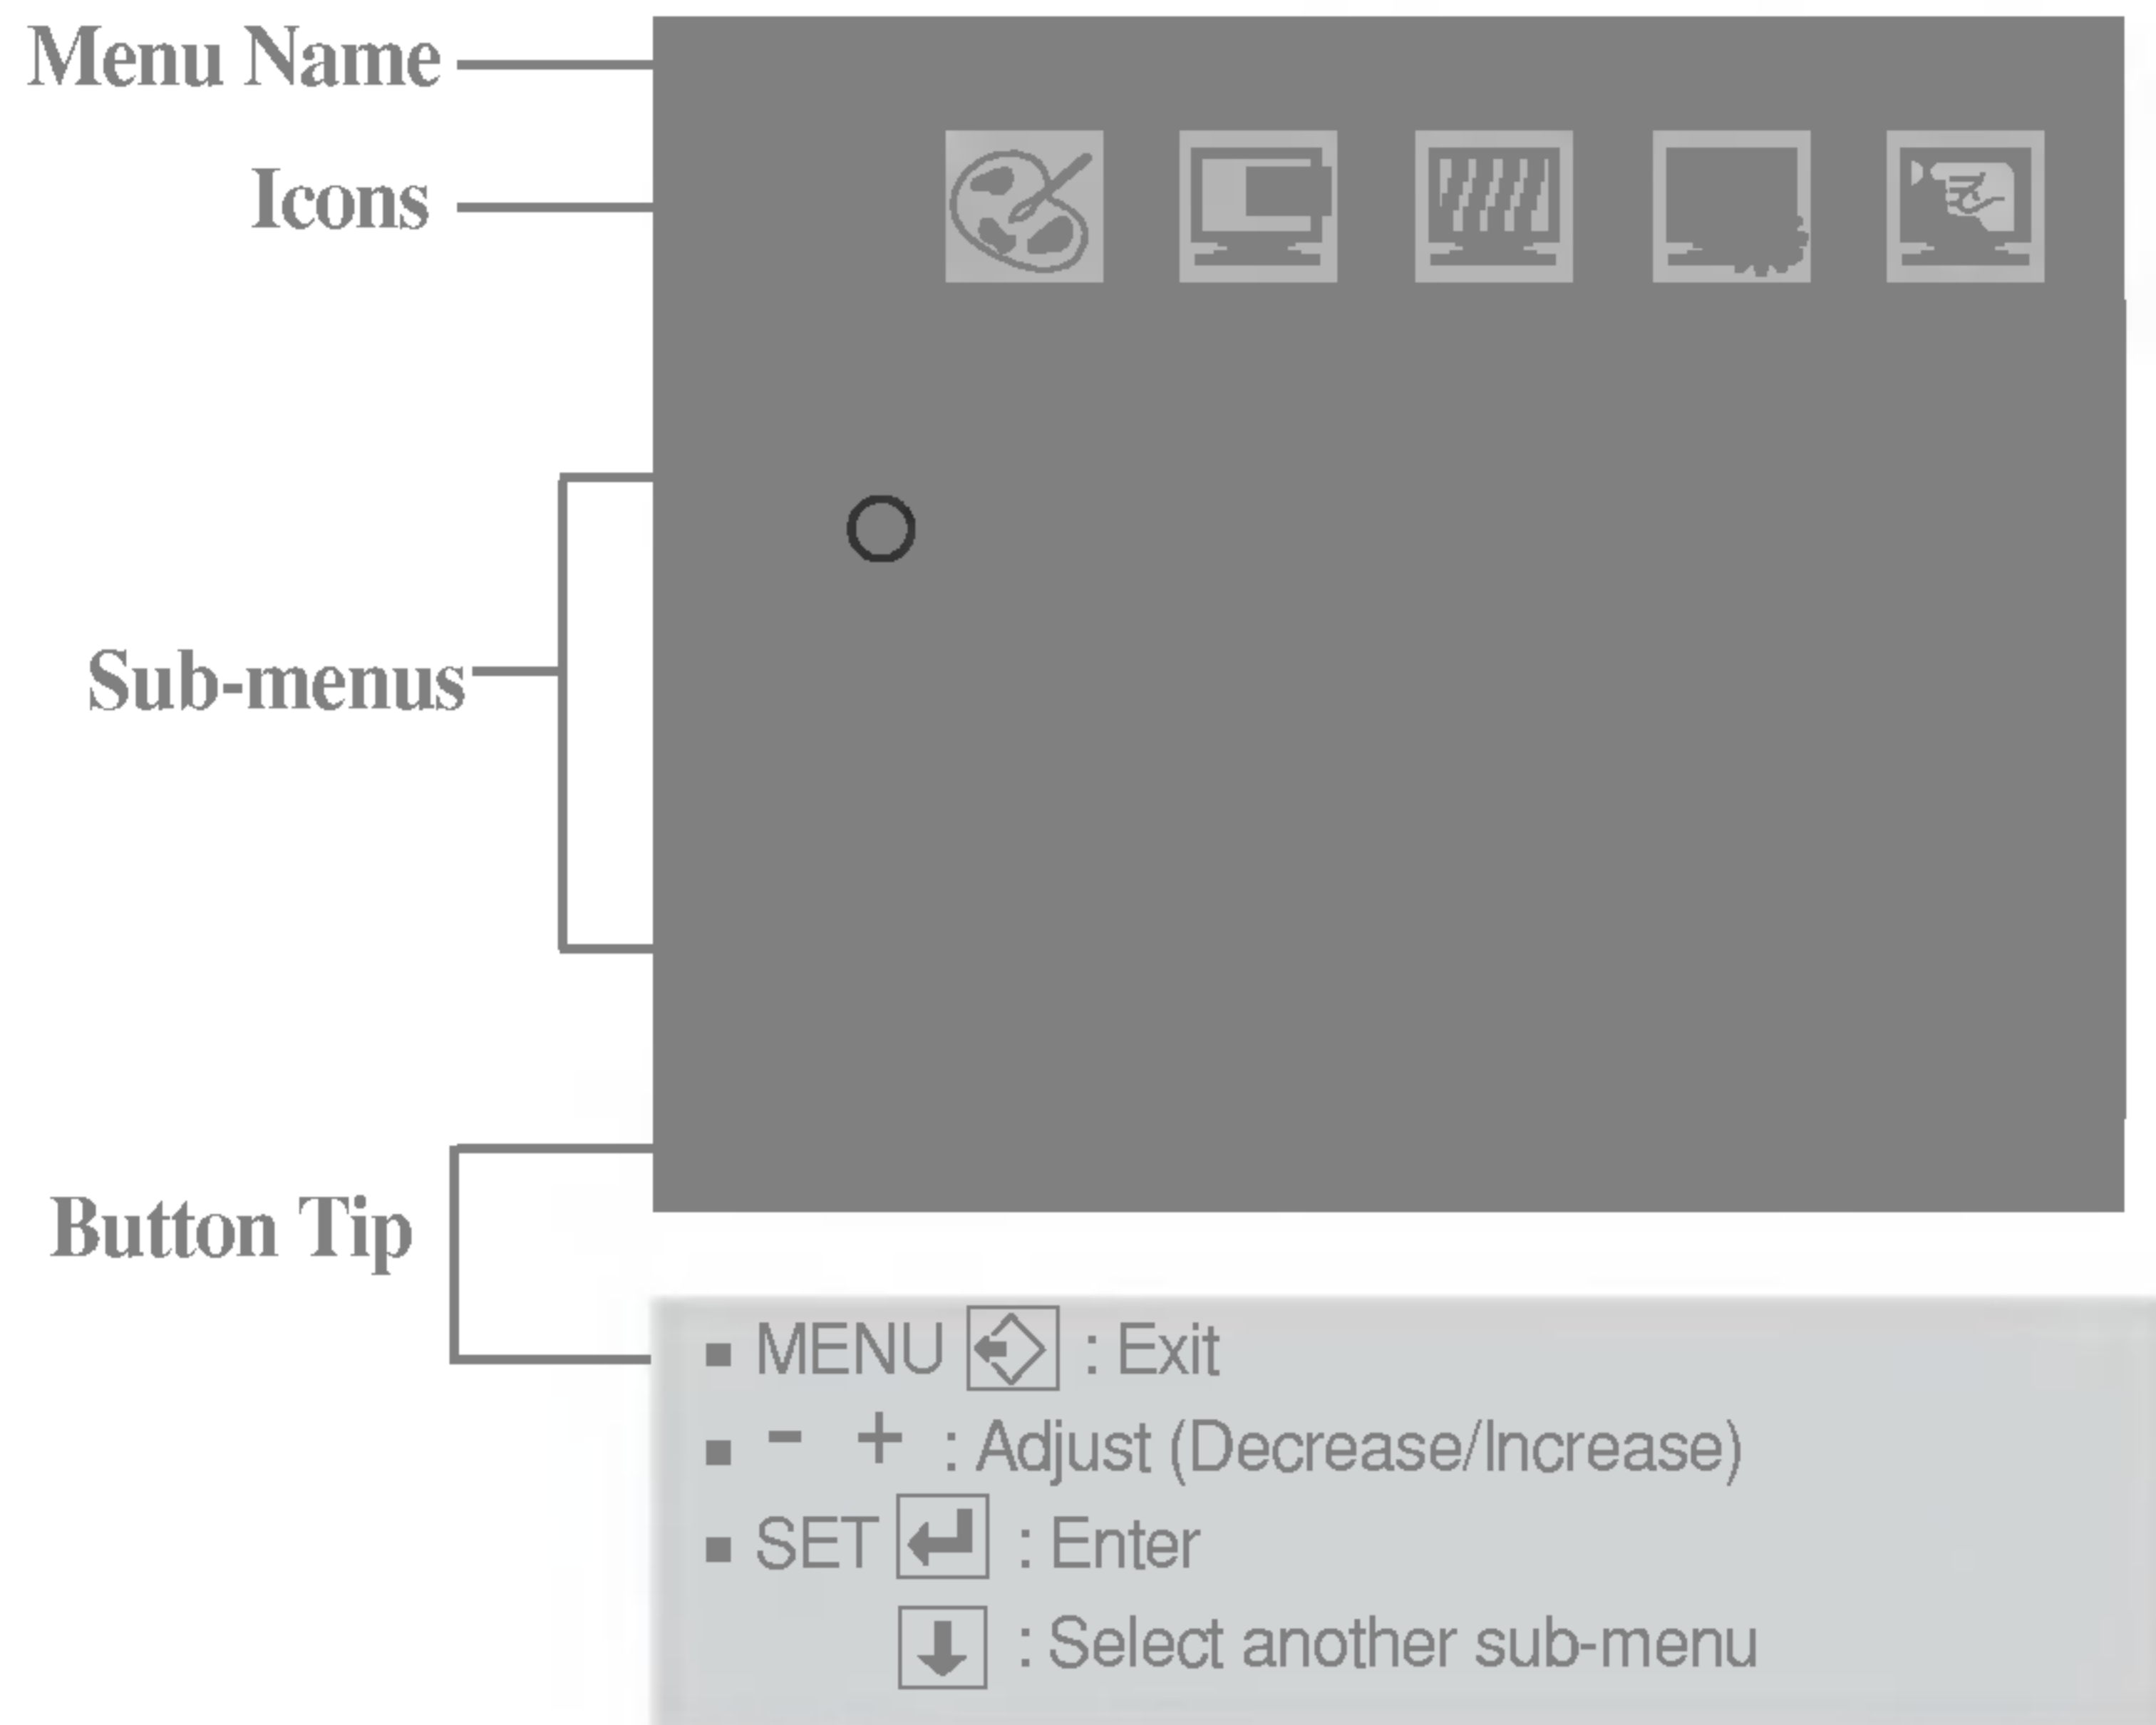 Menu Name
Icons
Sub-menus
Button Tip
▪ MENU : Exit
▪ - + : Adjust (Decrease/Increase)
▪ SET : Enter
: Select another sub-menu